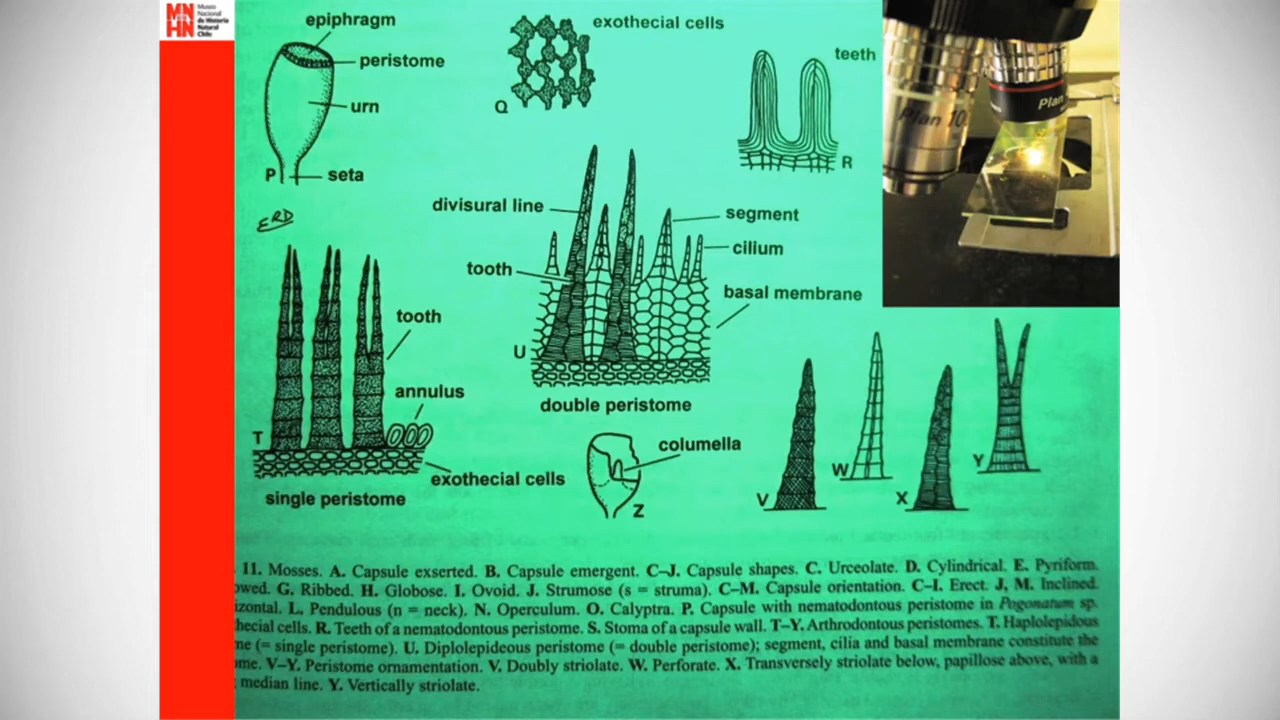 MN
HN
Museo
Nacional
de Historia
Natural
Chile
epiphragm
peristome
urn
P
seta
ERD
exothecial cells
Q
teeth
R
divisural line
segment
cilium
tooth
basal membrane
U
double peristome
tooth
annulus
T
exothecial cells
single peristome
columella
Z
V
W
X
Y
Plan 10
Plan
11. Mosses. A. Capsule exserted. B. Capsule emergent. C–J. Capsule shapes. C. Urceolate. D. Cylindrical. E. Pyriform.
owed. G. Ribbed. H. Globose. I. Ovoid. J. Strumose (s = struma). C–M. Capsule orientation. C–I. Erect. J, M. Inclined.
izontal. L. Pendulous (n = neck). N. Operculum. O. Calyptra. P. Capsule with nematodontous peristome in Pogonatum sp.
hecial cells. R. Teeth of a nematodontous peristome. S. Stoma of a capsule wall. T–Y. Arthrodontous peristomes. T. Haplolepidous
ne (= single peristome). U. Diplolepideous peristome (= double peristome); segment, cilia and basal membrane constitute the
ome. V–Y. Peristome ornamentation. V. Doubly striolate. W. Perforate. X. Transversely striolate below, papillose above, with a
median line. Y. Vertically striolate.